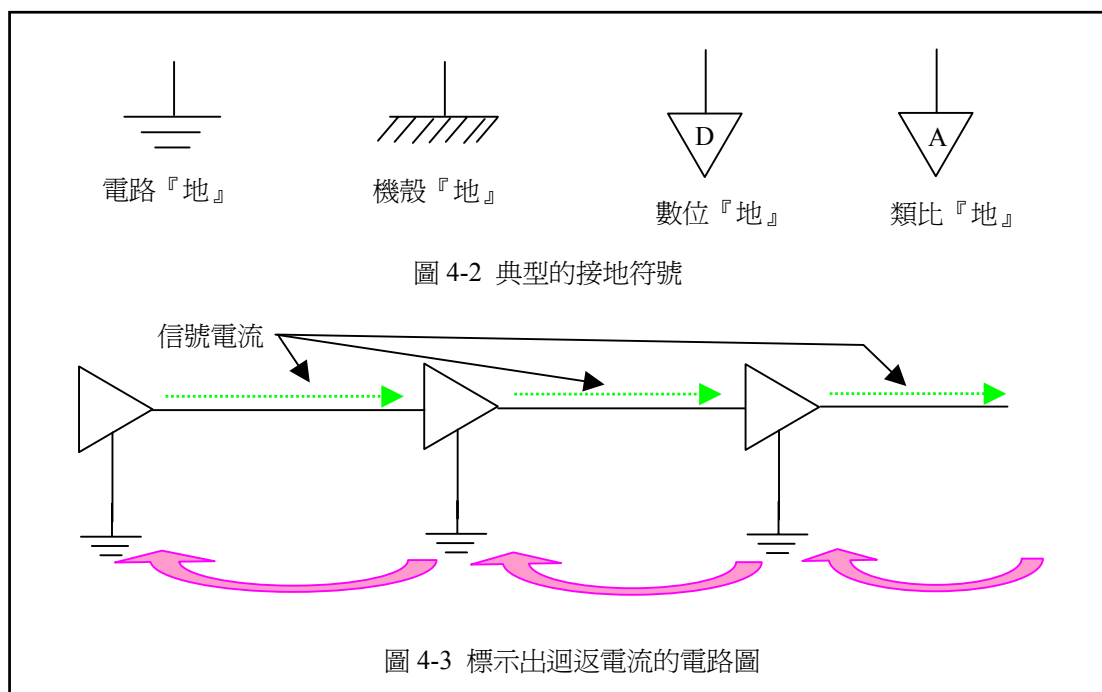 D
A
電路『地』
機殼『地』
數位『地』
類比『地』
圖 4-2 典型的接地符號
信號電流
圖 4-3 標示出迴返電流的電路圖